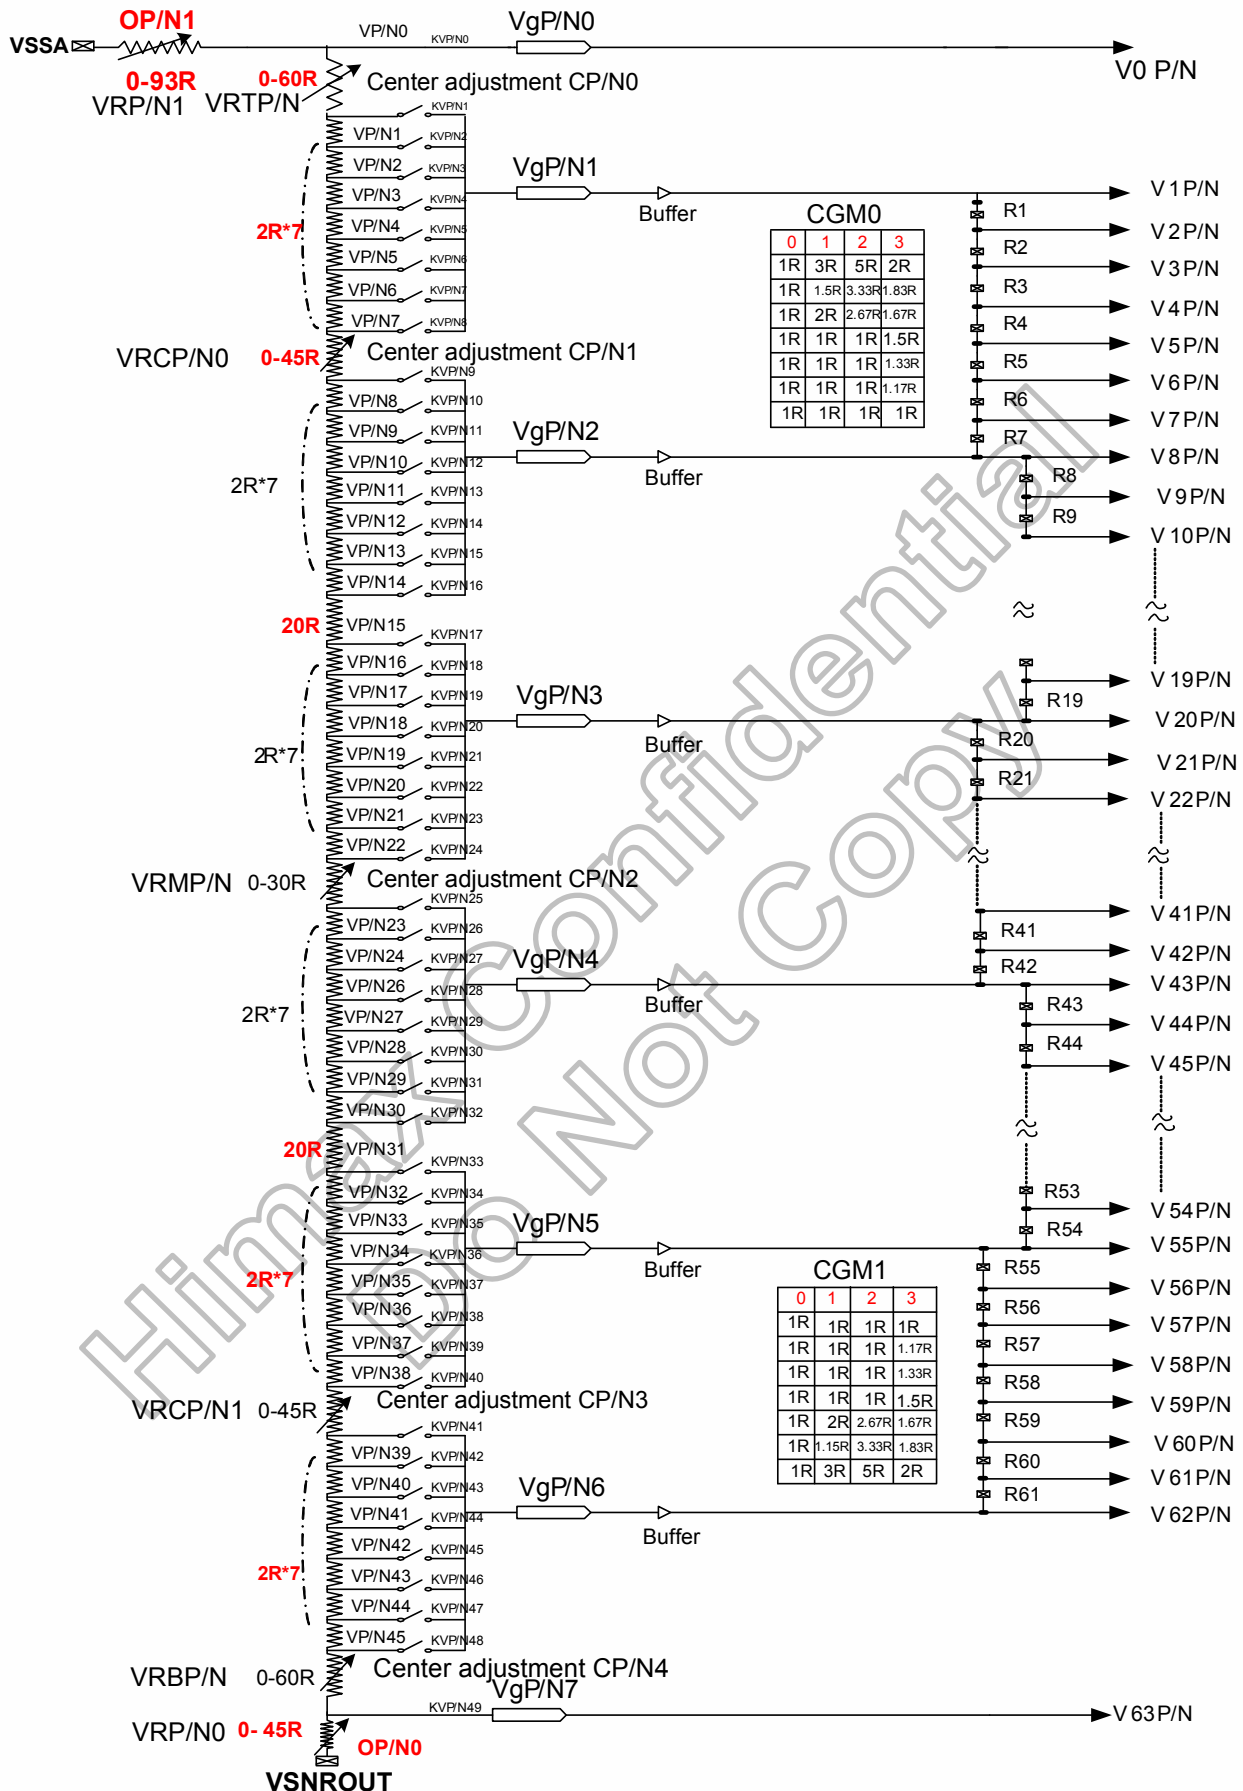 OP/N1
VP/N0
KVP/N0
VgP/N0
VSSA
V0 P/N
0-93R
0-60R
Center adjustment CP/N0
VRP/N1
VRTP/N
KVP/N1
VP/N1
KVP/N2
VP/N2
KVP/N3
VgP/N1
VP/N3
KVP/N4
V1P/N
Buffer
CGM0
R1
2R*7
VP/N4
KVP/N5
V2P/N
0 1 2 3
R2
VP/N5
KVP/N6
1R 3R 5R 2R
V3P/N
VP/N6
KVP/N7
1R 1.5R 3.33R 1.83R
R3
V4P/N
VP/N7
KVP/N8
1R 2R 2.67R 1.67R
R4
VRCP/N0
0-45R
Center adjustment CP/N1
1R 1R 1R 1.5R
V5P/N
KVP/N9
1R 1R 1R 1.33R
R5
V6P/N
VP/N8
KVP/N10
1R 1R 1R 1.17R
R6
1R 1R 1R 1R
V7P/N
VP/N9
KVP/N11
VgP/N2
R7
VP/N10
KVP/N12
V8P/N
Buffer
R8
2R*7
VP/N11
KVP/N13
V9P/N
VP/N12
KVP/N14
R9
V10P/N
VP/N13
KVP/N15
VP/N14
KVP/N16
20R
VP/N15
KVP/N17
VP/N16
KVP/N18
V19P/N
VP/N17
KVP/N19
VgP/N3
R19
VP/N18
KVP/N20
V20P/N
Buffer
R20
2R*7
VP/N19
KVP/N21
V21P/N
R21
VP/N20
KVP/N22
V22P/N
VP/N21
KVP/N23
VP/N22
KVP/N24
VRMP/N
0-30R
Center adjustment CP/N2
KVP/N25
V41P/N
VP/N23
KVP/N26
R41
VP/N24
KVP/N27
VgP/N4
V42P/N
R42
VP/N26
KVP/N28
V43P/N
Buffer
R43
2R*7
VP/N27
KVP/N29
V44P/N
VP/N28
KVP/N30
R44
V45P/N
VP/N29
KVP/N31
VP/N30
KVP/N32
20R
VP/N31
KVP/N33
VP/N32
KVP/N34
R53
V54P/N
VP/N33
KVP/N35
VgP/N5
R54
VP/N34
KVP/N36
V55P/N
Buffer
CGM1
R55
2R*7
VP/N35
KVP/N37
V56P/N
0 1 2 3
R56
VP/N36
KVP/N38
1R 1R 1R 1R
V57P/N
VP/N37
KVP/N39
1R 1R 1R 1.17R
R57
V58P/N
VP/N38
KVP/N40
1R 1R 1R 1.33R
R58
VRCP/N1
0-45R
Center adjustment CP/N3
1R 1R 1R 1.5R
V59P/N
KVP/N41
1R 2R 2.67R 1.67R
R59
V60P/N
VP/N39
KVP/N42
1R 1.15R 3.33R 1.83R
R60
1R 3R 5R 2R
V61P/N
VP/N40
KVP/N43
VgP/N6
R61
VP/N41
KVP/N44
V62P/N
Buffer
VP/N42
KVP/N45
2R*7
VP/N43
KVP/N46
VP/N44
KVP/N47
VP/N45
KVP/N48
VRBP/N
0-60R
Center adjustment CP/N4
VgP/N7
KVP/N49
V63P/N
VRP/N0
0- 45R
OP/N0
VSNROUT
Himax Confidential
Do Not Copy